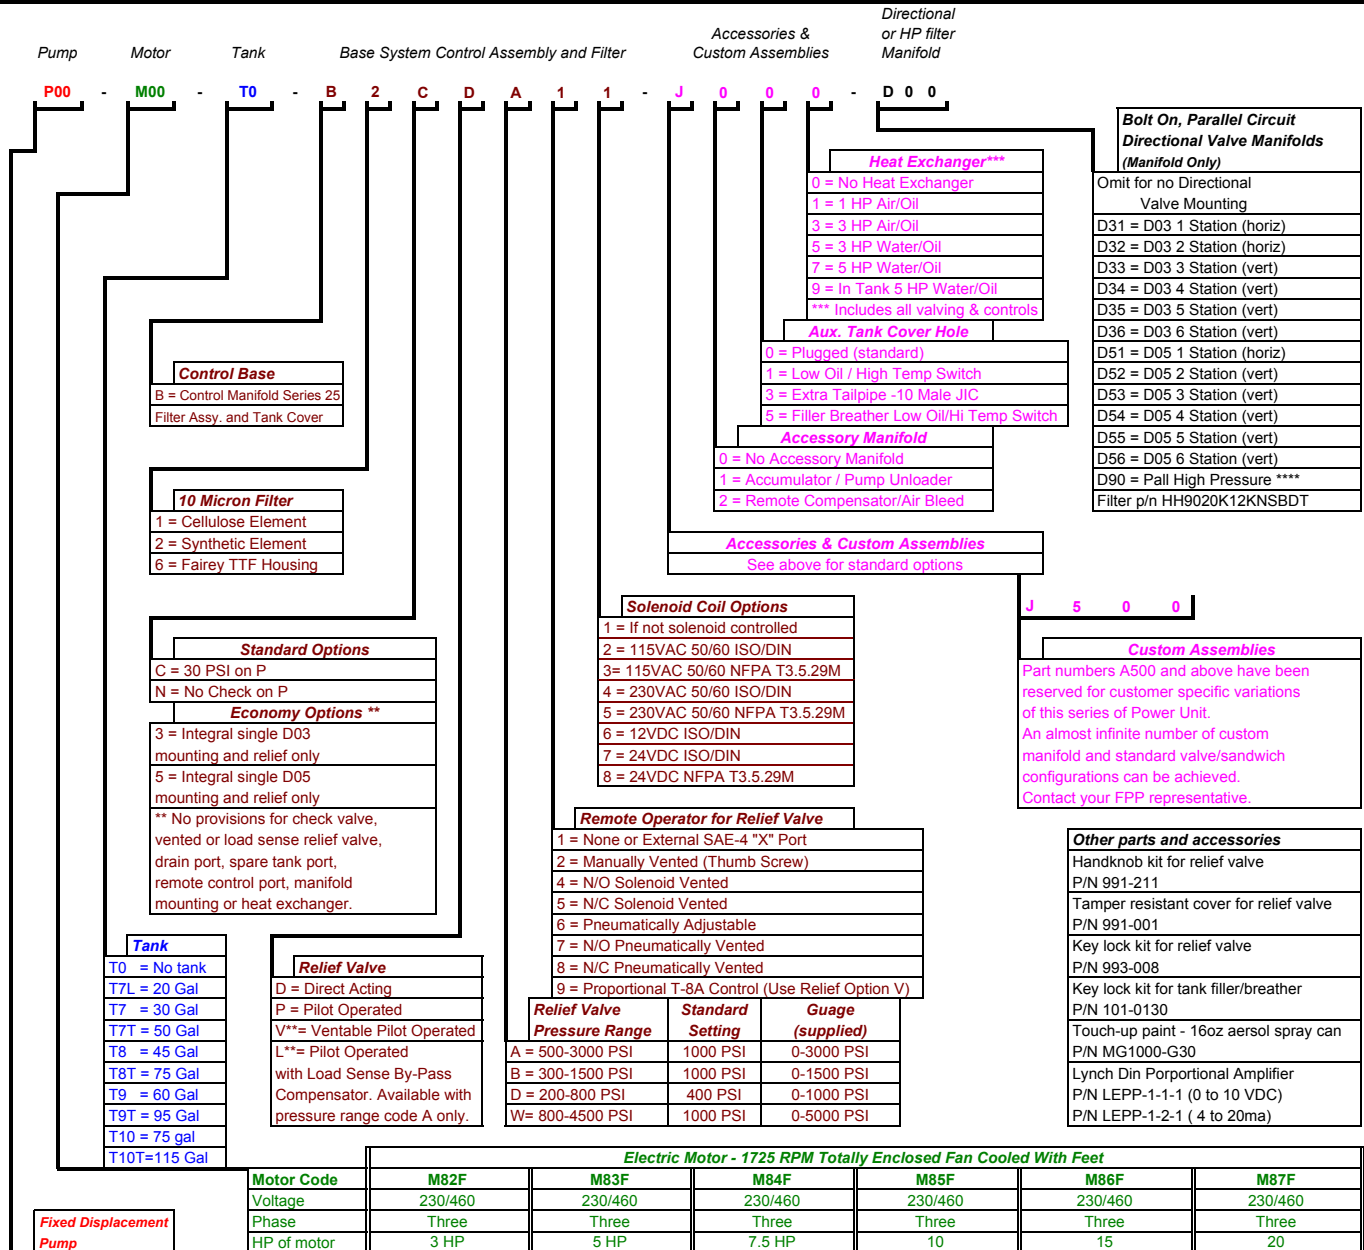 Pump
Motor
Tank
Base System Control Assembly and Filter
Accessories &
Custom Assemblies
Directional
or HP filter
Manifold
P00 - M00 - T0 - B 2 C D A 1 1 - J 0 0 0 - D 0 0
Bolt On, Parallel Circuit
Directional Valve Manifolds
(Manifold Only)
Omit for no Directional
Valve Mounting
D31 = D03 1 Station (horiz)
D32 = D03 2 Station (horiz)
D33 = D03 3 Station (vert)
D34 = D03 4 Station (vert)
D35 = D03 5 Station (vert)
D36 = D03 6 Station (vert)
D51 = D05 1 Station (horiz)
D52 = D05 2 Station (vert)
D53 = D05 3 Station (vert)
D54 = D05 4 Station (vert)
D55 = D05 5 Station (vert)
D56 = D05 6 Station (vert)
D90 = Pall High Pressure ****
Filter p/n HH9020K12KNSBDT
Heat Exchanger***
0 = No Heat Exchanger
1 = 1 HP Air/Oil
3 = 3 HP Air/Oil
5 = 3 HP Water/Oil
7 = 5 HP Water/Oil
9 = In Tank 5 HP Water/Oil
*** Includes all valving & controls
Aux. Tank Cover Hole
0 = Plugged (standard)
1 = Low Oil / High Temp Switch
3 = Extra Tailpipe -10 Male JIC
5 = Filler Breather Low Oil/Hi Temp Switch
Accessory Manifold
0 = No Accessory Manifold
1 = Accumulator / Pump Unloader
2 = Remote Compensator/Air Bleed
Accessories & Custom Assemblies
See above for standard options
J 5 0 0
Custom Assemblies
Part numbers A500 and above have been
reserved for customer specific variations
of this series of Power Unit.
An almost infinite number of custom
manifold and standard valve/sandwich
configurations can be achieved.
Contact your FPP representative.
Control Base
B = Control Manifold Series 25
Filter Assy. and Tank Cover
10 Micron Filter
1 = Cellulose Element
2 = Synthetic Element
6 = Fairey TTF Housing
Standard Options
C = 30 PSI on P
N = No Check on P
Economy Options **
3 = Integral single D03
mounting and relief only
5 = Integral single D05
mounting and relief only
** No provisions for check valve,
vented or load sense relief valve,
drain port, spare tank port,
remote control port, manifold
mounting or heat exchanger.
Solenoid Coil Options
1 = If not solenoid controlled
2 = 115VAC 50/60 ISO/DIN
3= 115VAC 50/60 NFPA T3.5.29M
4 = 230VAC 50/60 ISO/DIN
5 = 230VAC 50/60 NFPA T3.5.29M
6 = 12VDC ISO/DIN
7 = 24VDC ISO/DIN
8 = 24VDC NFPA T3.5.29M
Remote Operator for Relief Valve
1 = None or External SAE-4 "X" Port
2 = Manually Vented (Thumb Screw)
4 = N/O Solenoid Vented
5 = N/C Solenoid Vented
6 = Pneumatically Adjustable
7 = N/O Pneumatically Vented
8 = N/C Pneumatically Vented
9 = Proportional T-8A Control (Use Relief Option V)
Other parts and accessories
Handknob kit for relief valve
P/N 991-211
Tamper resistant cover for relief valve
P/N 991-001
Key lock kit for relief valve
P/N 993-008
Key lock kit for tank filler/breather
P/N 101-0130
Touch-up paint - 16oz aersol spray can
P/N MG1000-G30
Lynch Din Porportional Amplifier
P/N LEPP-1-1-1 (0 to 10 VDC)
P/N LEPP-1-2-1 ( 4 to 20ma)
Tank
T0 = No tank
T7L = 20 Gal
T7 = 30 Gal
T7T = 50 Gal
T8 = 45 Gal
T8T = 75 Gal
T9 = 60 Gal
T9T = 95 Gal
T10 = 75 gal
T10T=115 Gal
Relief Valve
D = Direct Acting
P = Pilot Operated
V**= Ventable Pilot Operated
L**= Pilot Operated
with Load Sense By-Pass
Compensator. Available with
pressure range code A only.
Relief Valve Standard Guage
Pressure Range Setting (supplied)
A = 500-3000 PSI 1000 PSI 0-3000 PSI
B = 300-1500 PSI 1000 PSI 0-1500 PSI
D = 200-800 PSI 400 PSI 0-1000 PSI
W= 800-4500 PSI 1000 PSI 0-5000 PSI
Electric Motor - 1725 RPM Totally Enclosed Fan Cooled With Feet
Motor Code M82F M83F M84F M85F M86F M87F
Voltage 230/460 230/460 230/460 230/460 230/460 230/460
Phase Three Three Three Three Three Three
HP of motor 3 HP 5 HP 7.5 HP 10 15 20
Fixed Displacement
Pump